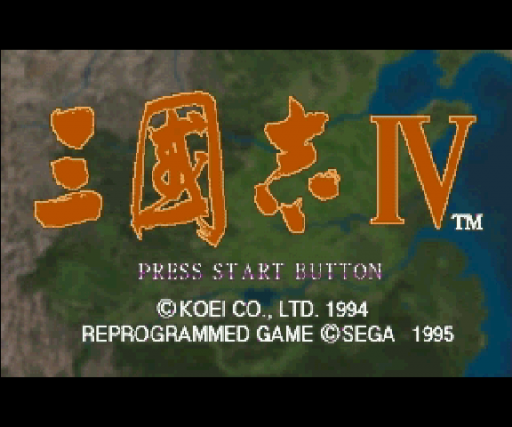 三國志IV™
PRESS START BUTTON
©KOEI CO., LTD. 1994
REPROGRAMMED GAME ©SEGA 1995